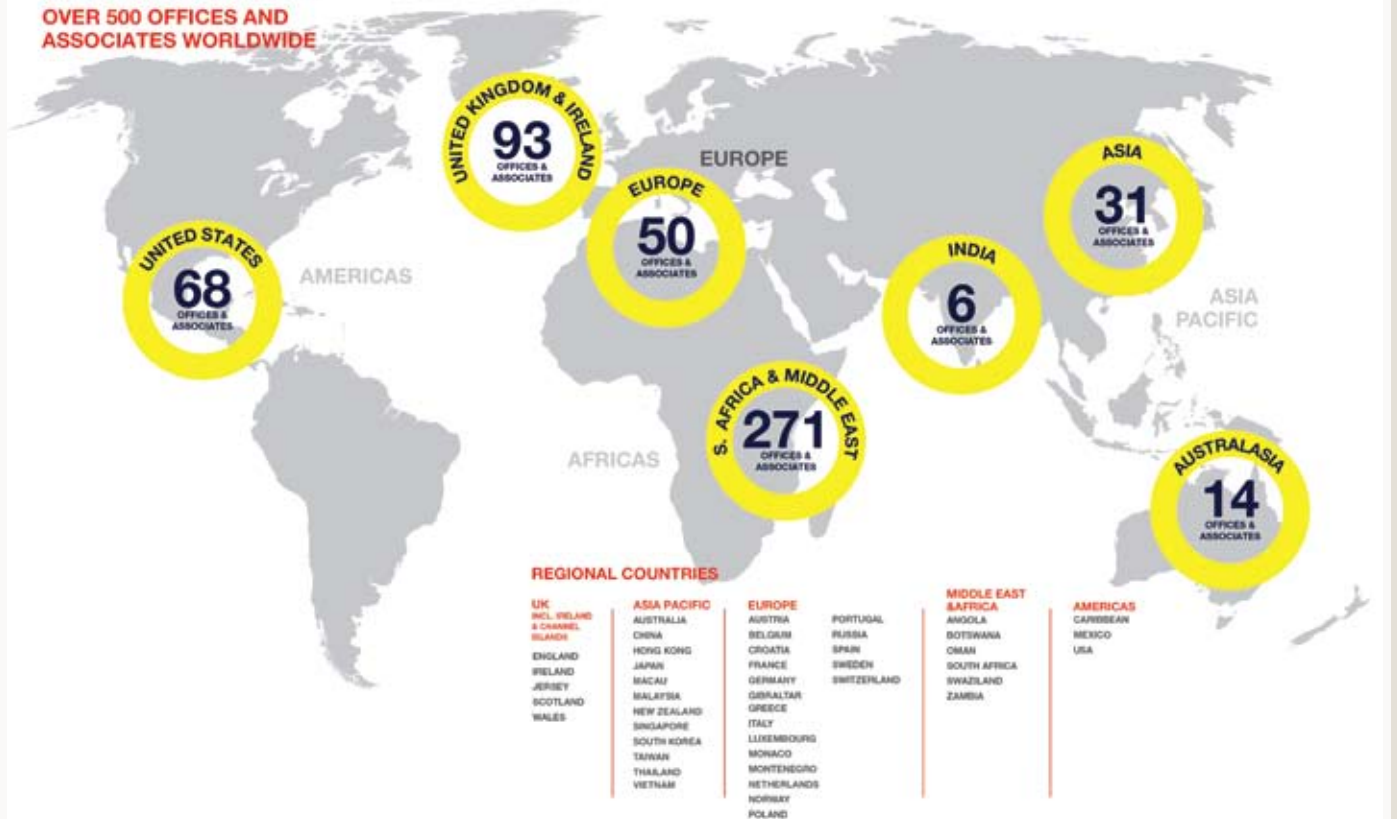 OVER 500 OFFICES AND
ASSOCIATES WORLDWIDE
UNITED KINGDOM & IRELAND
93
OFFICES &
ASSOCIATES
EUROPE
EUROPE
50
OFFICES &
ASSOCIATES
ASIA
31
OFFICES &
ASSOCIATES
UNITED STATES
68
OFFICES &
ASSOCIATES
AMERICAS
INDIA
6
OFFICES &
ASSOCIATES
ASIA
PACIFIC
S. AFRICA & MIDDLE EAST
271
OFFICES &
ASSOCIATES
AFRICAS
AUSTRALASIA
14
OFFICES &
ASSOCIATES
REGIONAL COUNTRIES
UK
INCL. IRELAND
& CHANNEL
ISLANDS
ENGLAND
IRELAND
JERSEY
SCOTLAND
WALES
ASIA PACIFIC
AUSTRALIA
CHINA
HONG KONG
JAPAN
MACAU
MALAYSIA
NEW ZEALAND
SINGAPORE
SOUTH KOREA
TAIWAN
THAILAND
VIETNAM
EUROPE
AUSTRIA
BELGIUM
CROATIA
FRANCE
GERMANY
GIBRALTAR
GREECE
ITALY
LUXEMBOURG
MONACO
MONTENEGRO
NETHERLANDS
NORWAY
POLAND
PORTUGAL
RUSSIA
SPAIN
SWEDEN
SWITZERLAND
MIDDLE EAST
&AFRICA
ANGOLA
BOTSWANA
OMAN
SOUTH AFRICA
SWAZILAND
ZAMBIA
AMERICAS
CARIBBEAN
MEXICO
USA